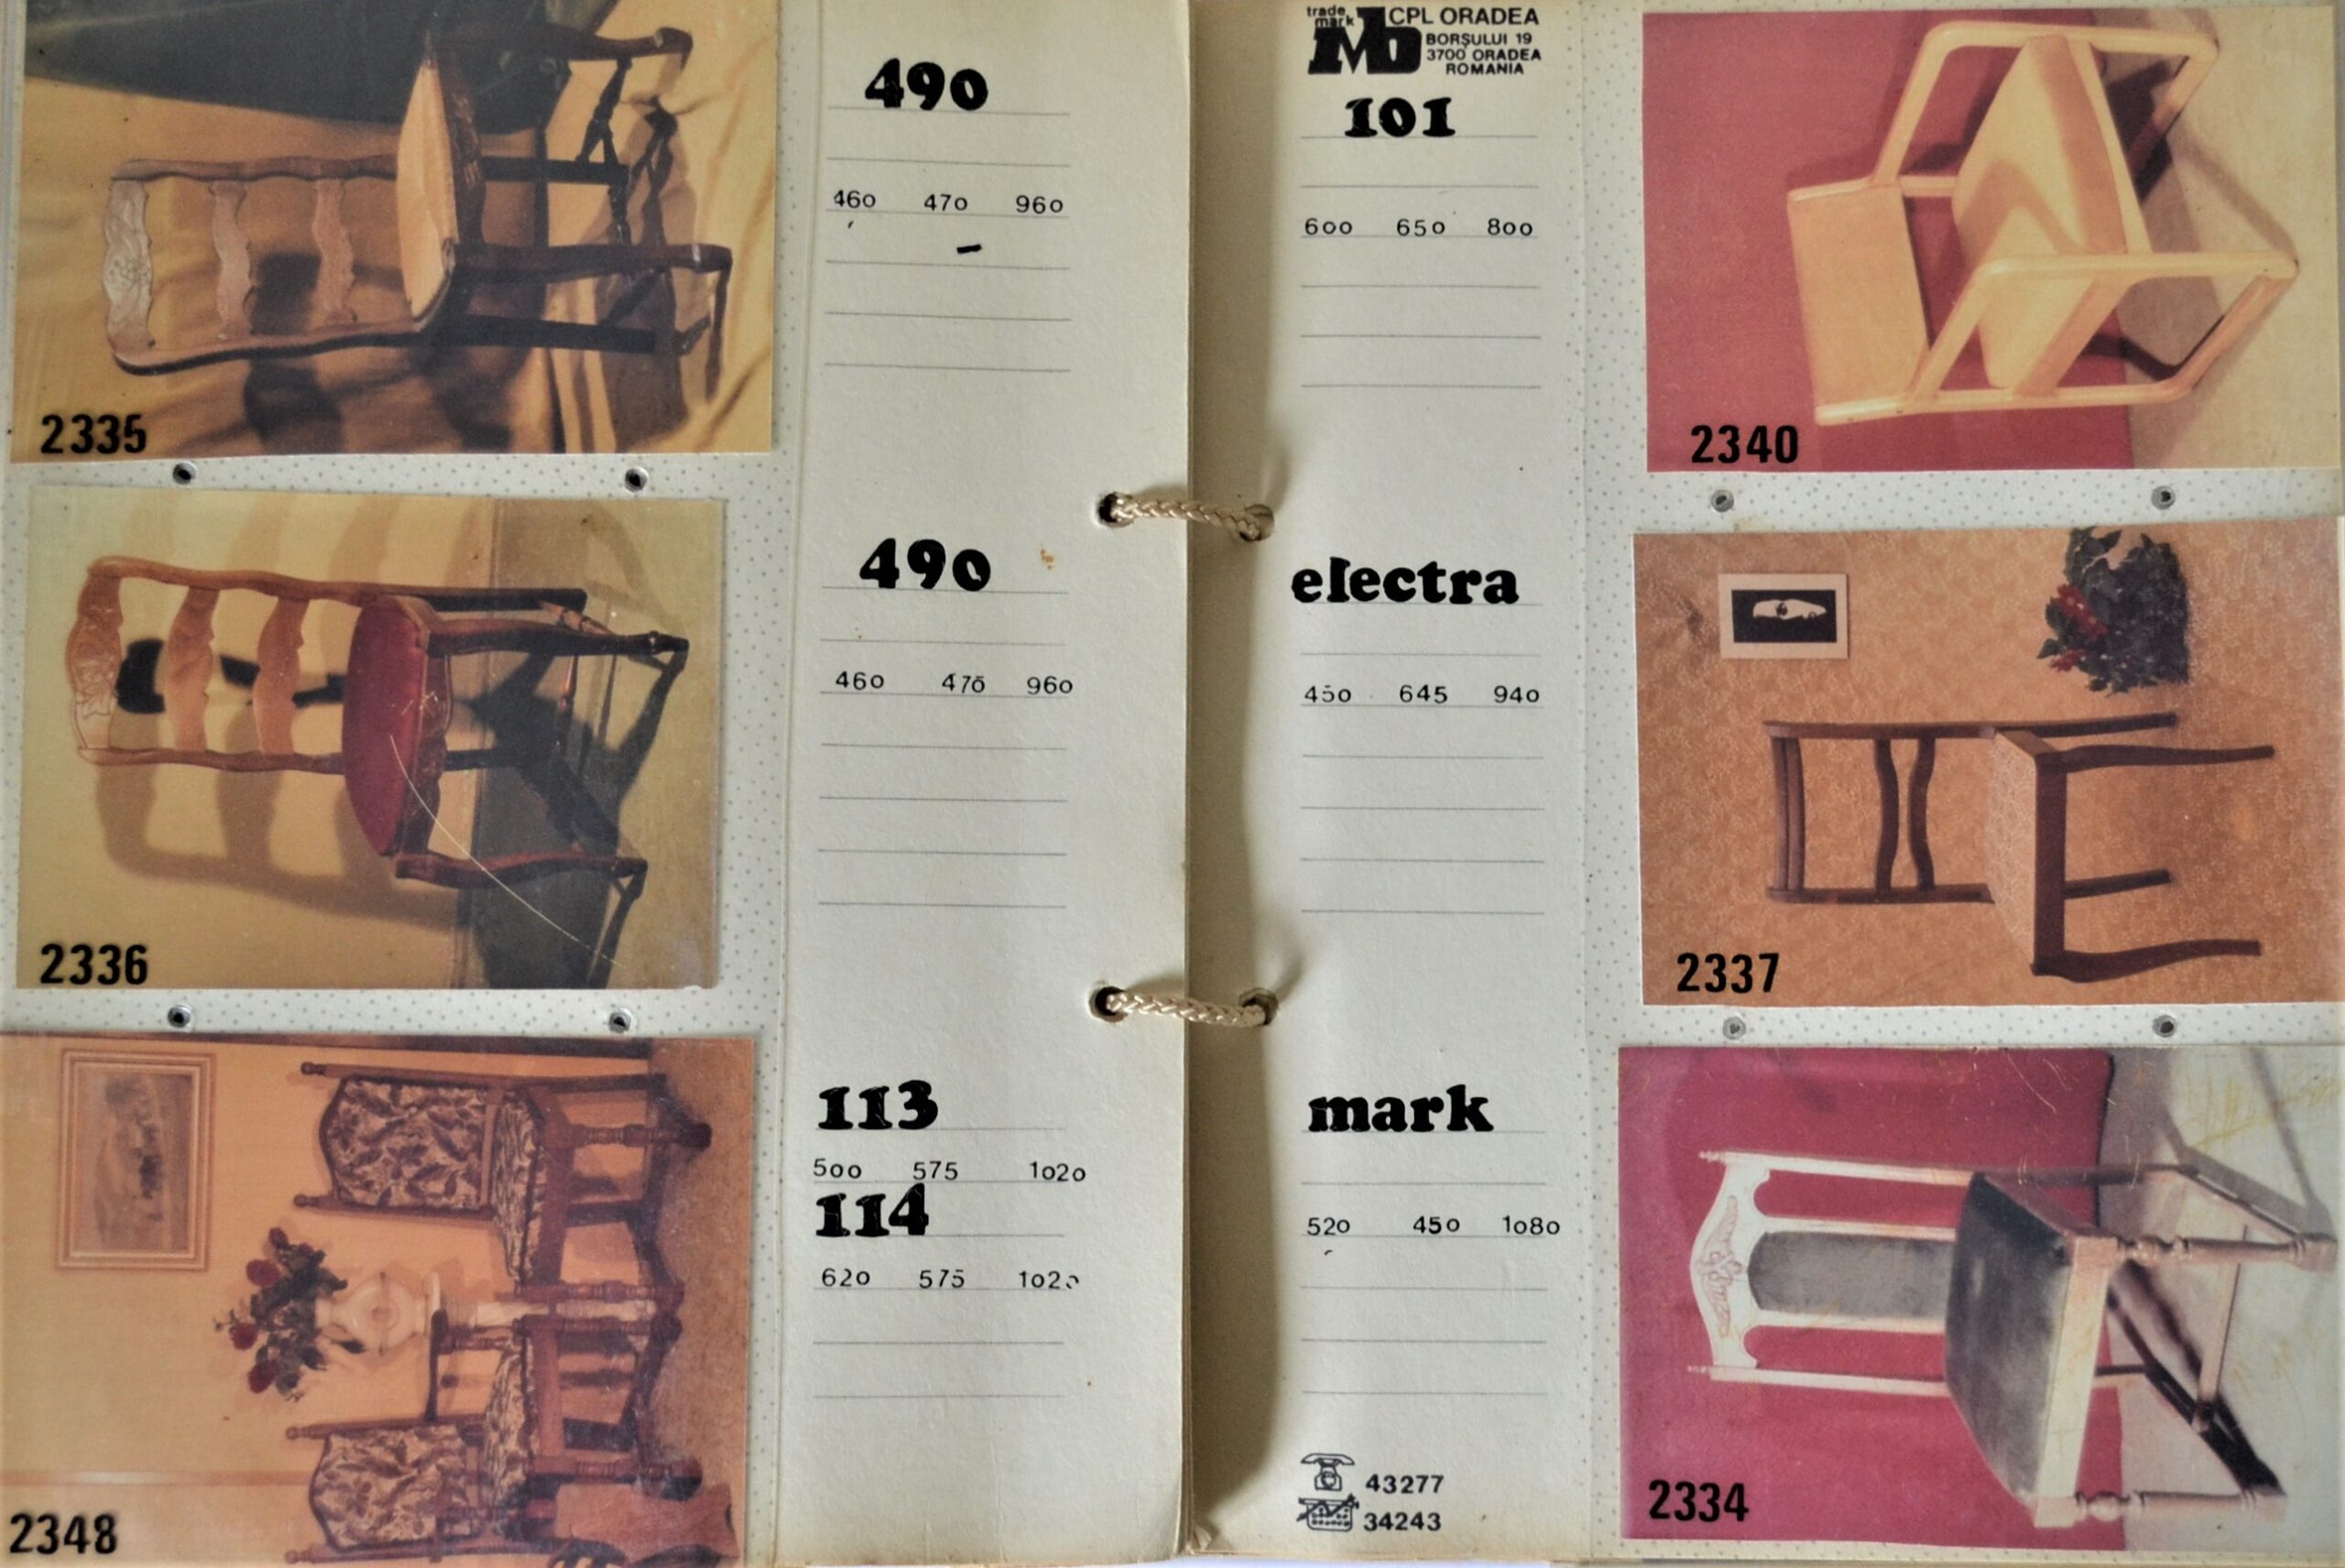 490
460 470 960
2335
490
460 470 960
2336
113
500 575 1020
114
620 575 1020
2348
trade mark Mb CPL ORADEA
BORȘULUI 19
3700 ORADEA
ROMANIA
101
600 650 800
2340
electra
450 645 940
2337
mark
520 450 1080
43277
34243
2334